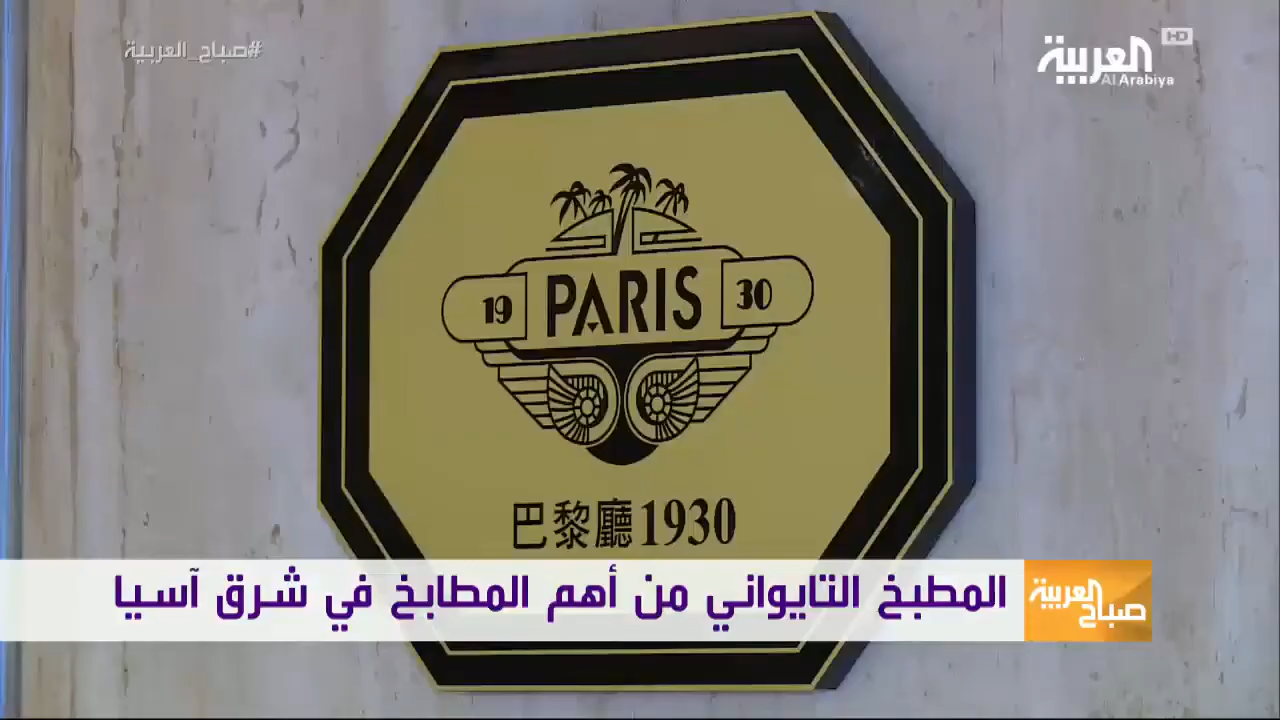 #صباح_العربية
HD
العربية
Al Arabiya
19 PARIS 30
巴黎廳1930
المطبخ التايواني من أهم المطابخ في شرق آسيا
صباح العربية